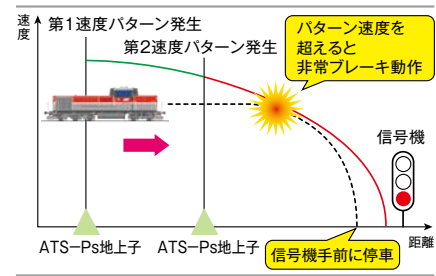 速度
第1速度パターン発生
第2速度パターン発生
パターン速度を
超えると
非常ブレーキ動作
信号機
距離
ATS−Ps地上子
ATS−Ps地上子
信号機手前に停車